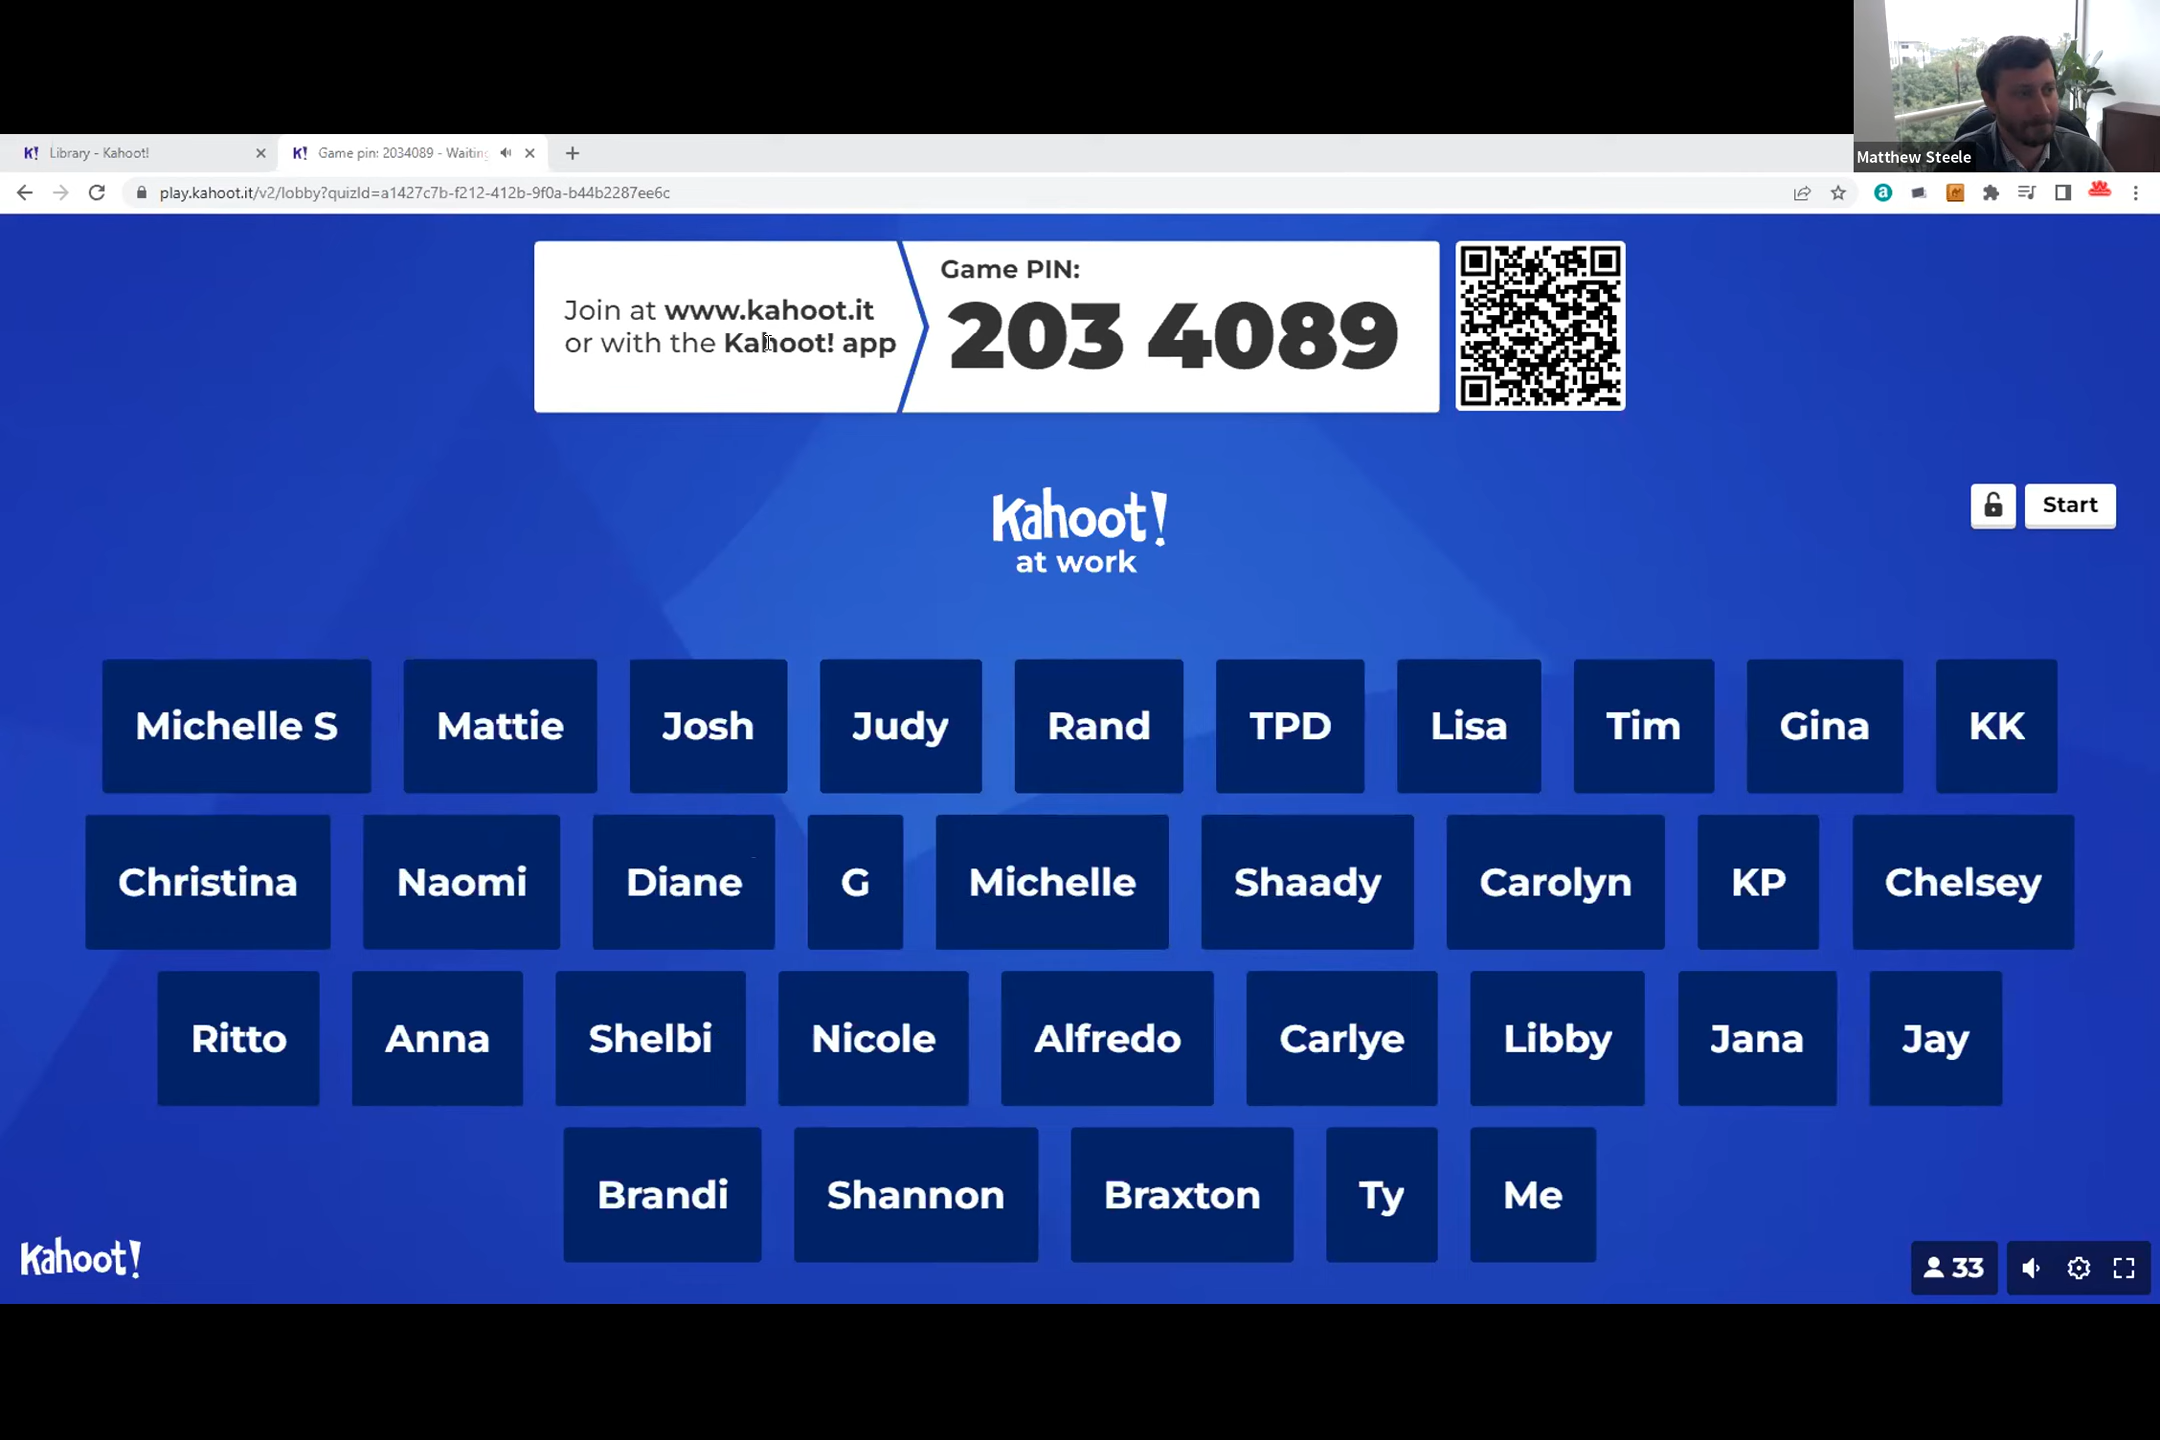 Matthew Steele
Library - Kahoot!
Game pin: 2034089 - Waiting
play.kahoot.it/v2/lobby?quizId=a1427c7b-f212-412b-9f0a-b44b2287ee6c
Join at www.kahoot.it
or with the Kahoot! app
Game PIN:
203 4089
Kahoot!
at work
Start
Michelle S Mattie Josh Judy Rand TPD Lisa Tim Gina KK
Christina Naomi Diane G Michelle Shaady Carolyn KP Chelsey
Ritto Anna Shelbi Nicole Alfredo Carlye Libby Jana Jay
Brandi Shannon Braxton Ty Me
Kahoot!
33